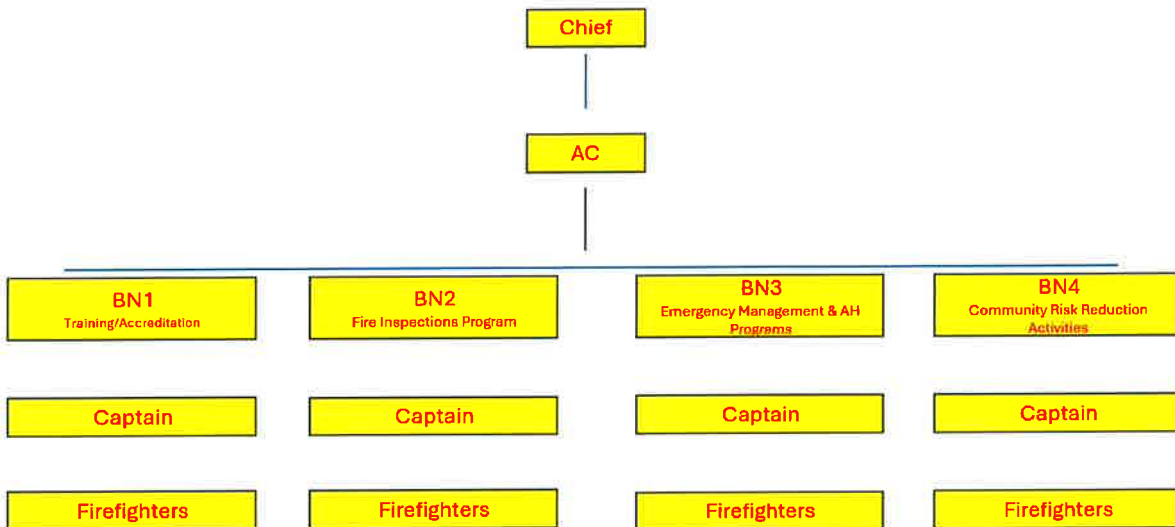 Chief
AC
BN1
Training/Accreditation
BN2
Fire Inspections Program
BN3
Emergency Management & AH
Programs
BN4
Community Risk Reduction
Activities
Captain
Captain
Captain
Captain
Firefighters
Firefighters
Firefighters
Firefighters